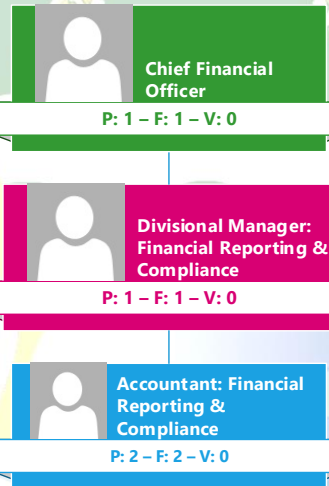 Chief Financial
Officer
P: 1 – F: 1 – V: 0
Divisional Manager:
Financial Reporting &
Compliance
P: 1 – F: 1 – V: 0
Accountant: Financial
Reporting &
Compliance
P: 2 – F: 2 – V: 0